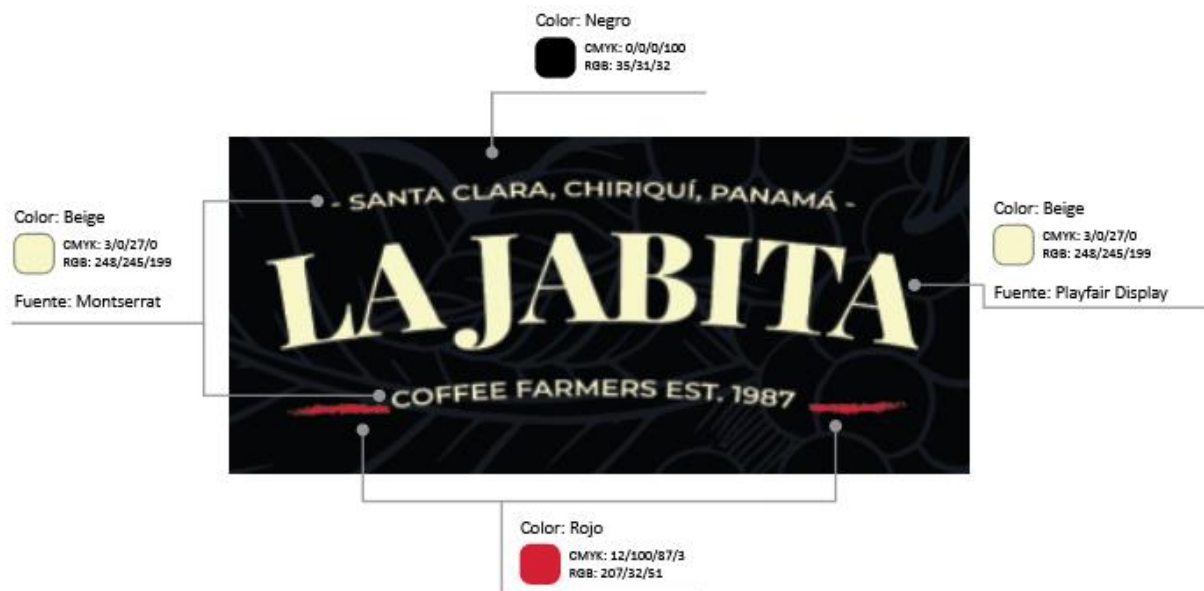 Color: Negro
CMYK: 0/0/0/100
RGB: 35/31/32
- SANTA CLARA, CHIRIQUÍ, PANAMÁ -
LA JABITA
COFFEE FARMERS EST. 1987
Color: Beige
CMYK: 3/0/27/0
RGB: 248/245/199
Fuente: Montserrat
Color: Beige
CMYK: 3/0/27/0
RGB: 248/245/199
Fuente: Playfair Display
Color: Rojo
CMYK: 12/100/87/3
RGB: 207/32/51